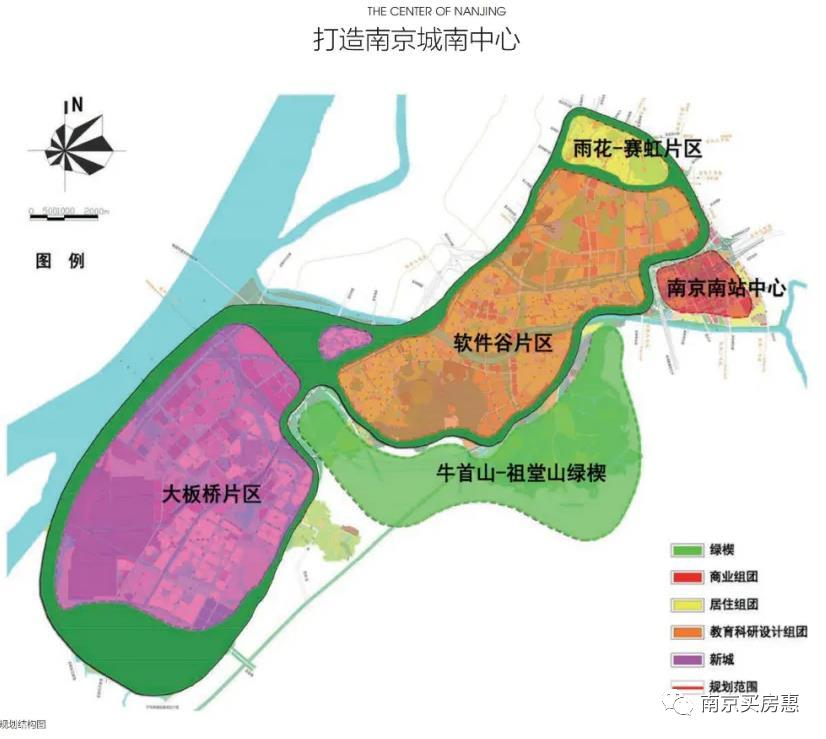 THE CENTER OF NANJING
打造南京城南中心
N
0 500 1000 2000m
图 例
雨花-赛虹片区
南京南站中心
软件谷片区
牛首山-祖堂山绿楔
大板桥片区
绿楔
商业组团
居住组团
教育科研设计组团
新城
规划范围
南京买房惠
规划结构图